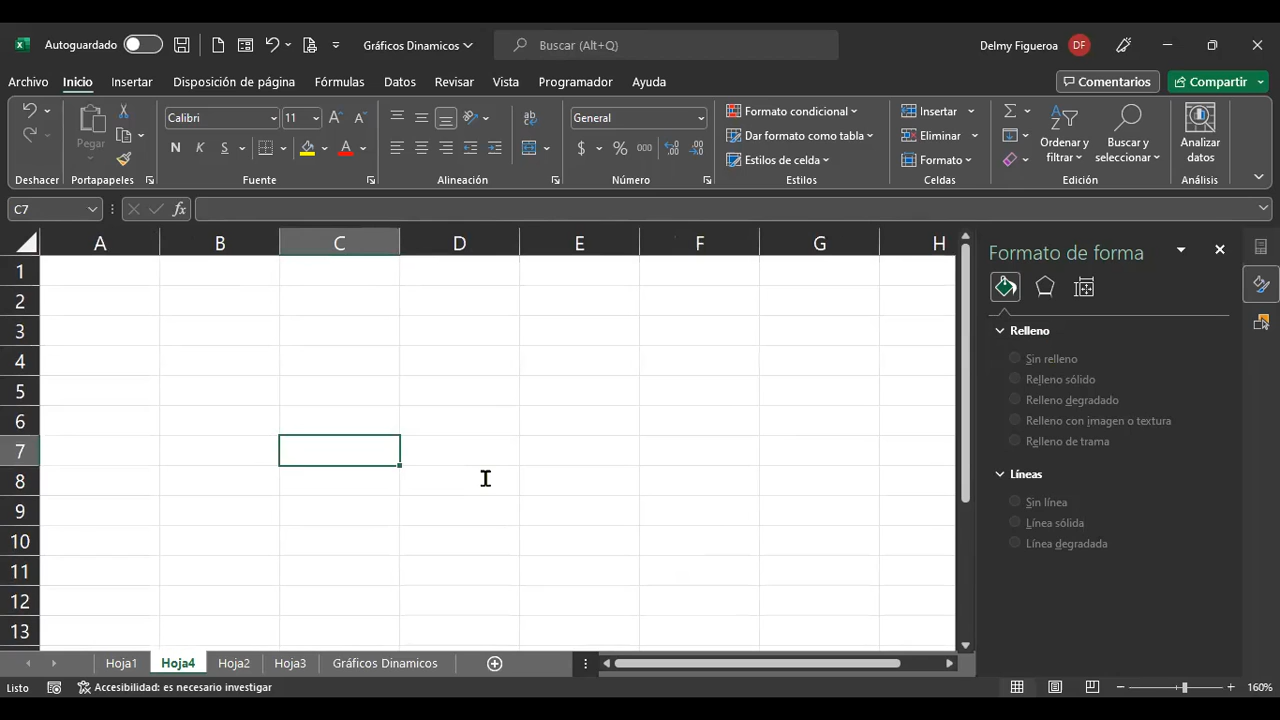 Autoguardado
Gráficos Dinamicos
Buscar (Alt+Q)
Delmy Figueroa
DF
Archivo
Inicio
Insertar
Disposición de página
Fórmulas
Datos
Revisar
Vista
Programador
Ayuda
Comentarios
Compartir
Pegar
Calibri
11
N
K
S
A
A
A
ab
General
$
%
000
Formato condicional
Dar formato como tabla
Estilos de celda
Insertar
Eliminar
Formato
Ordenar y
filtrar
Buscar y
seleccionar
Analizar
datos
Deshacer
Portapapeles
Fuente
Alineación
Número
Estilos
Celdas
Edición
Análisis
C7
fx
A B C D E F G H
1
2
3
4
5
6
7
8
9
10
11
12
13
Formato de forma
Relleno
Sin relleno
Relleno sólido
Relleno degradado
Relleno con imagen o textura
Relleno de trama
Líneas
Sin línea
Línea sólida
Línea degradada
Hoja1
Hoja4
Hoja2
Hoja3
Gráficos Dinamicos
Listo
Accesibilidad: es necesario investigar
160%